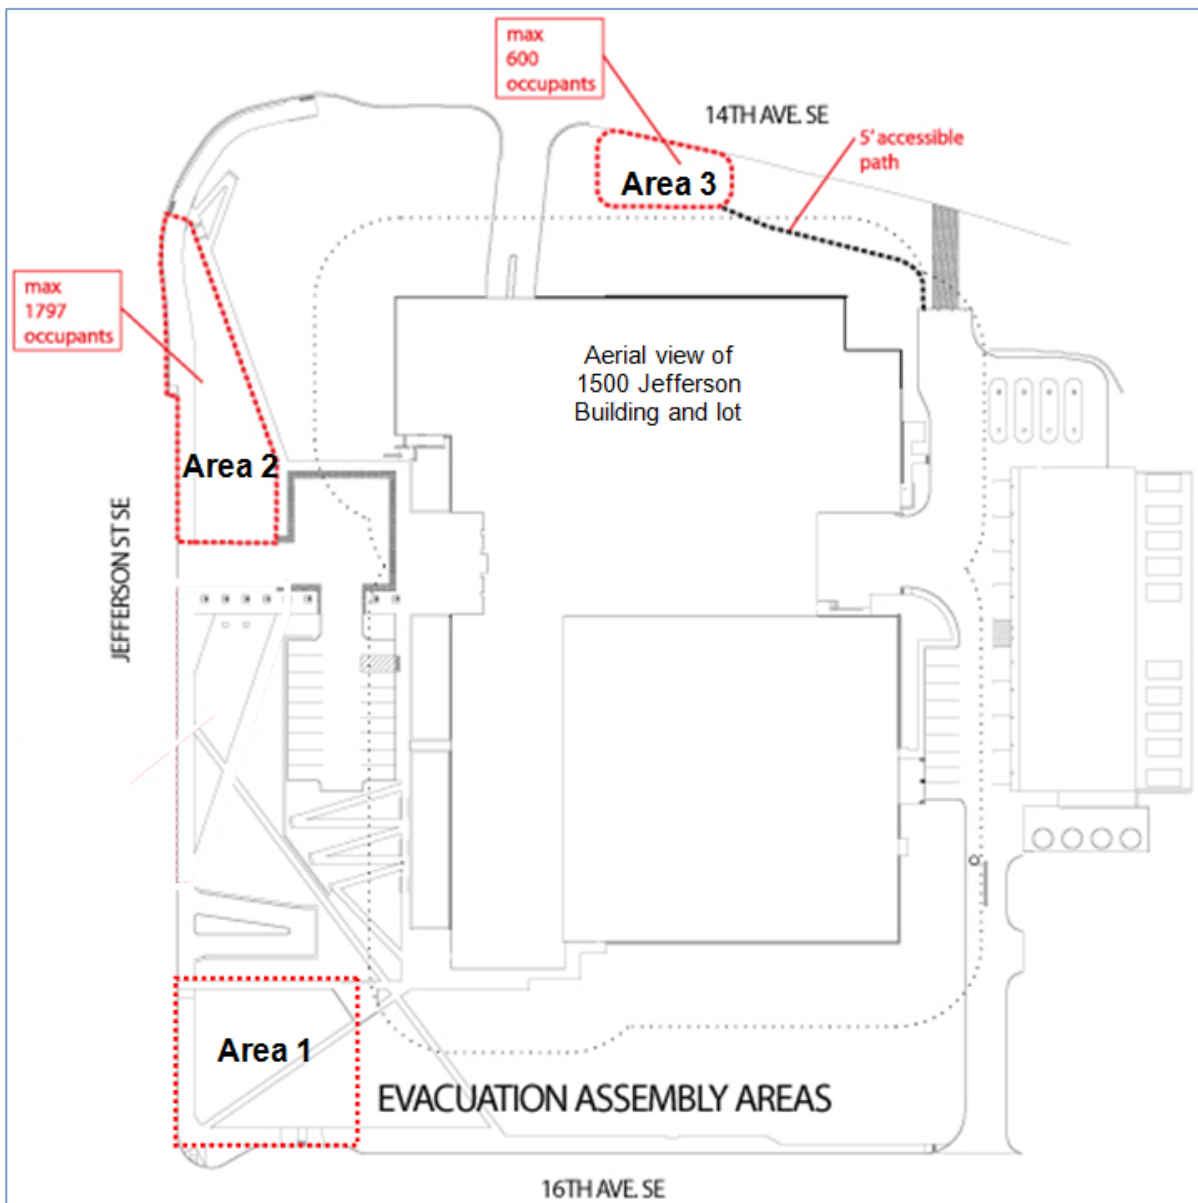 max
600
occupants
14TH AVE. SE
5' accessible
path
Area 3
max
1797
occupants
Aerial view of
1500 Jefferson
Building and lot
Area 2
JEFFERSON ST SE
Area 1
EVACUATION ASSEMBLY AREAS
16TH AVE. SE